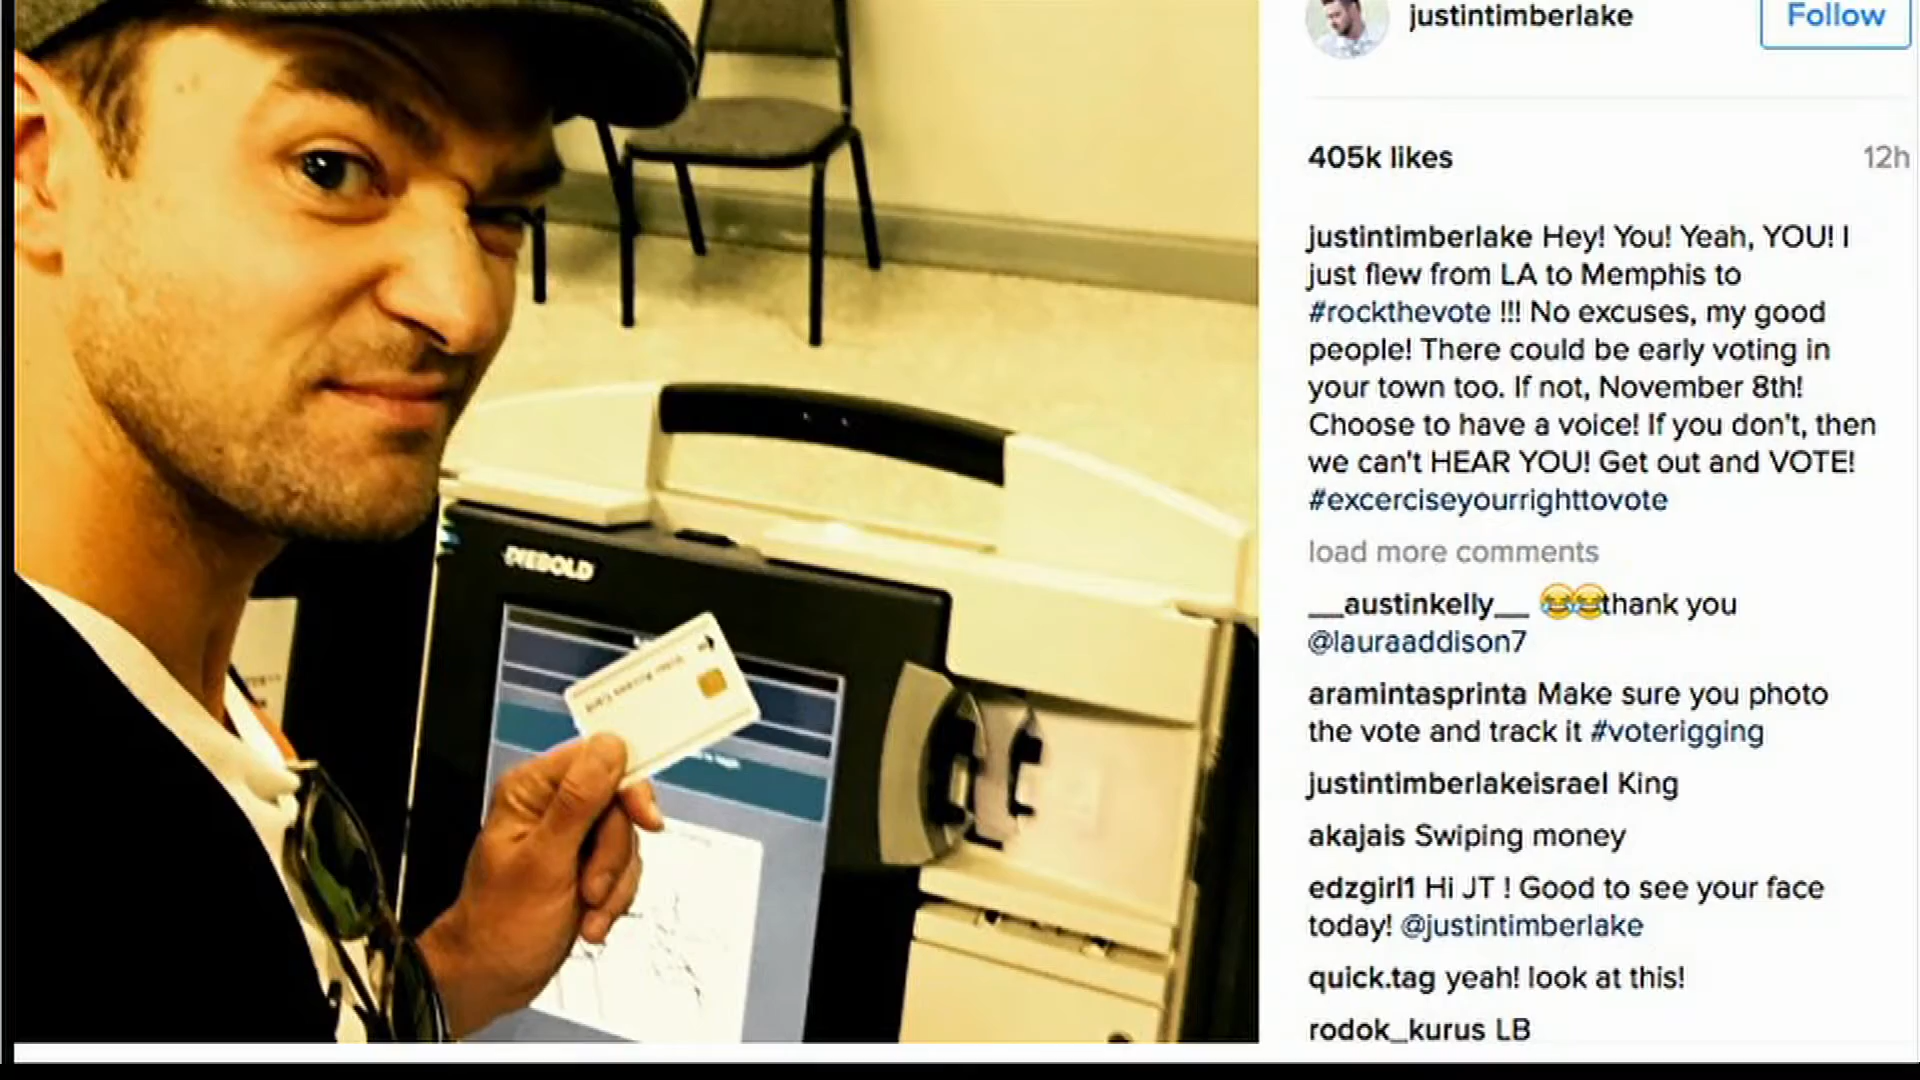 justintimberlake
Follow
405k likes
12h
justintimberlake Hey! You! Yeah, YOU! I
just flew from LA to Memphis to
#rockthevote !!! No excuses, my good
people! There could be early voting in
your town too. If not, November 8th!
Choose to have a voice! If you don't, then
we can't HEAR YOU! Get out and VOTE!
#excerciseyourrighttovote
load more comments
__austinkelly__ 😂😂thank you
@lauraaddison7
aramintasprinta Make sure you photo
the vote and track it #voterigging
justintimberlakeisrael King
akajais Swiping money
edzgirl1 Hi JT ! Good to see your face
today! @justintimberlake
quick.tag yeah! look at this!
rodok_kurus LB
DIEBOLD